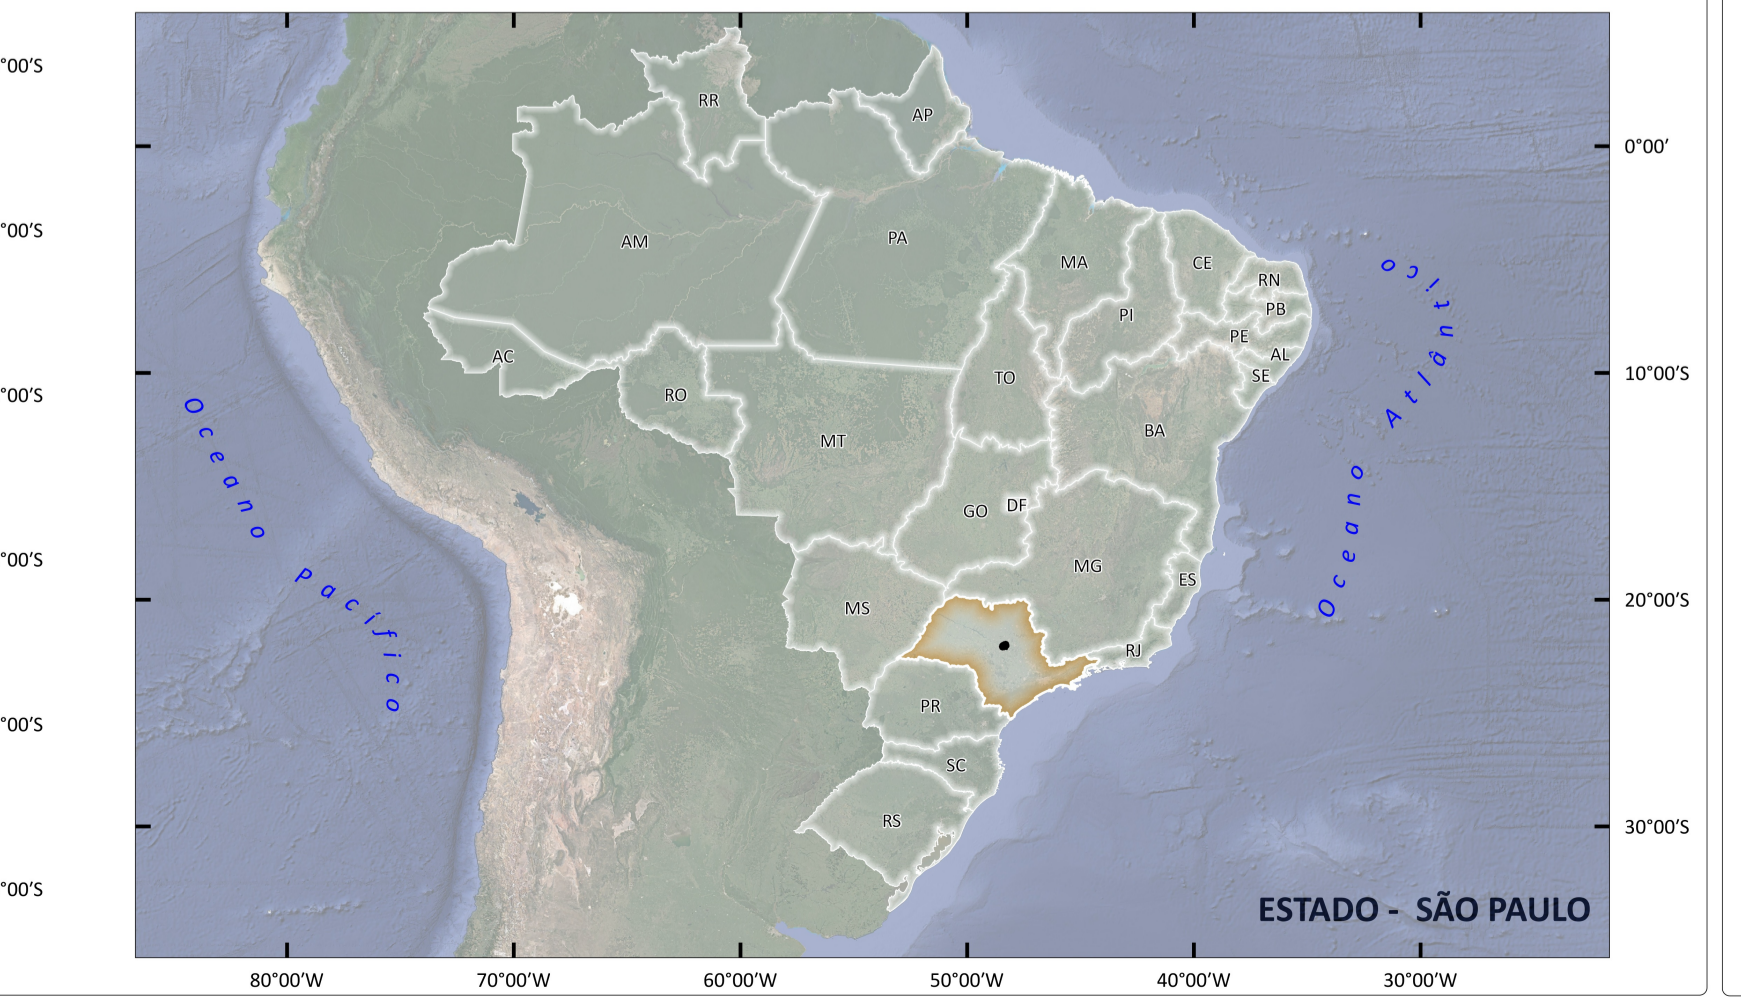 °00'S
°00'S
°00'S
°00'S
°00'S
°00'S
RR
AP
AM
PA
MA
CE
RN
PB
PI
PE
AL
SE
AC
RO
TO
MT
BA
GO
DF
MG
ES
MS
RJ
PR
SC
RS
Oceano Pacífico
Oceano Atlântico
0°00'
10°00'S
20°00'S
30°00'S
ESTADO - SÃO PAULO
80°00'W
70°00'W
60°00'W
50°00'W
40°00'W
30°00'W